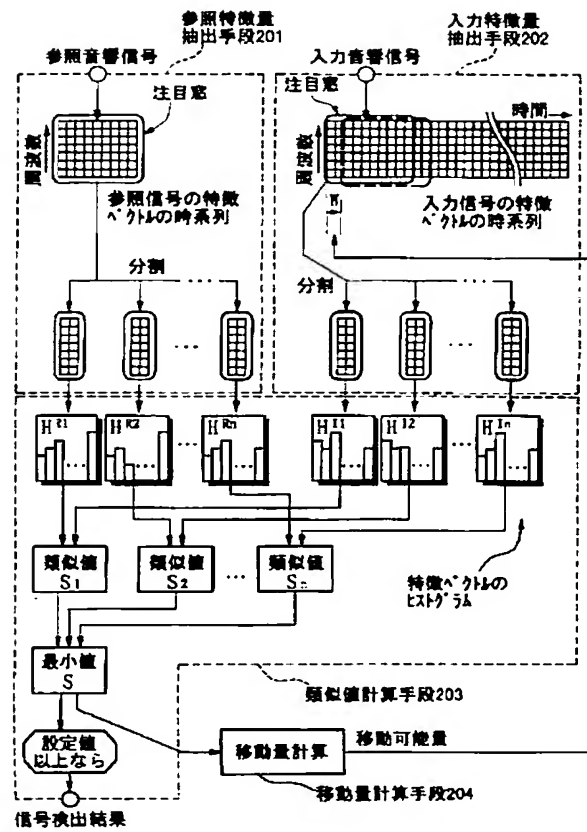 参照特徴量
抽出手段201
参照音響信号
注目窓
周波数
参照信号の特徴
ベクトルの時系列
分割
...
入力特徴量
抽出手段202
入力音響信号
注目窓
時間
周波数
W
入力信号の特徴
ベクトルの時系列
分割
...
H R1
H R2
...
H Rn
H I1
H I2
...
H In
類似値
S1
類似値
S2
...
類似値
Sn
特徴ベクトルの
ヒストグラム
最小値
S
類似値計算手段203
設定値
以上なら
移動量計算
移動可能量
移動量計算手段204
信号検出結果